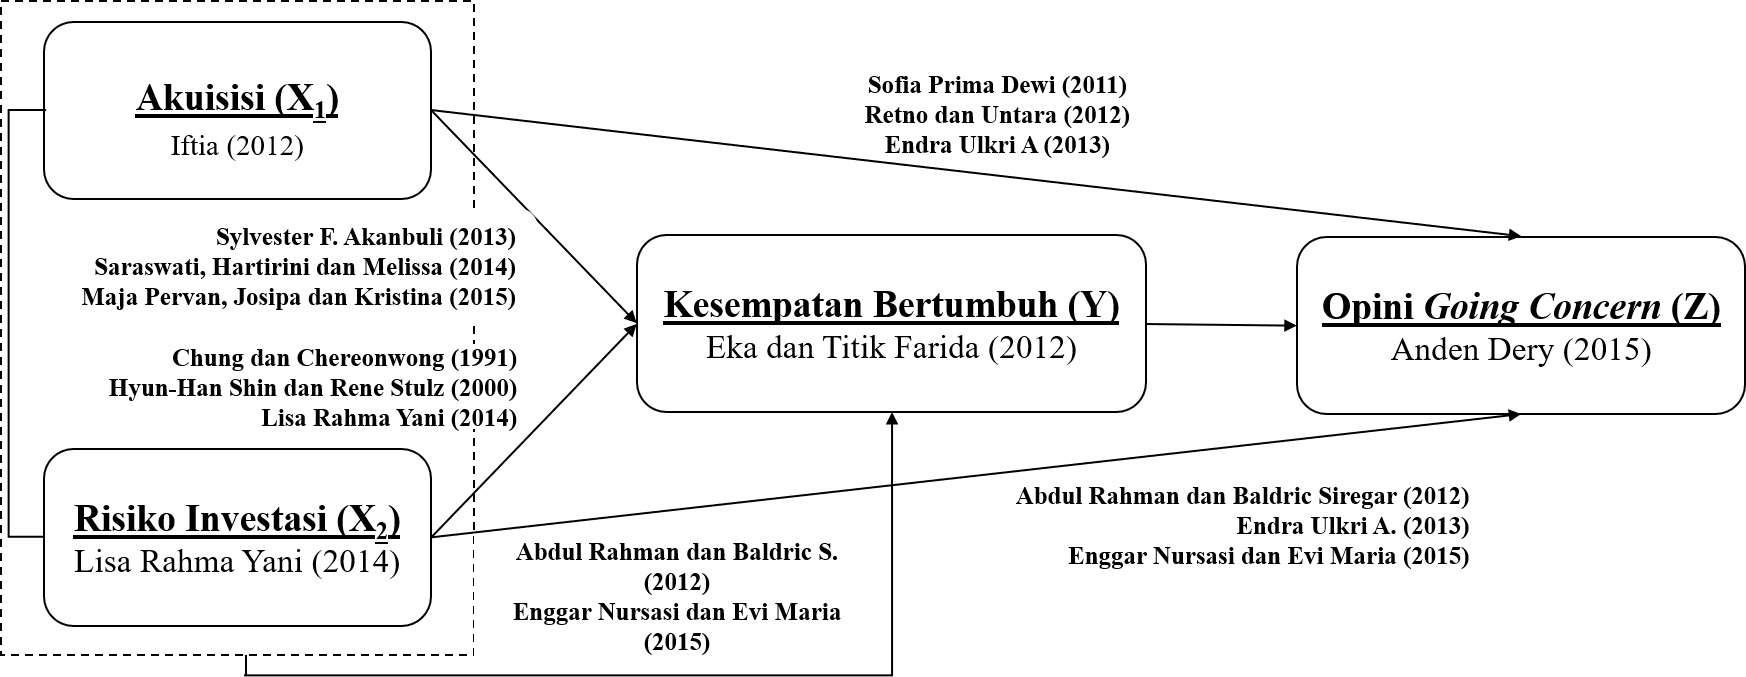 Akuisisi (X1)
Iftia (2012)
Sofia Prima Dewi (2011)
Retno dan Untara (2012)
Endra Ulkri A (2013)
Sylvester F. Akanbuli (2013)
Saraswati, Hartirini dan Melissa (2014)
Maja Pervan, Josipa dan Kristina (2015)
Kesempatan Bertumbuh (Y)
Eka dan Titik Farida (2012)
Opini Going Concern (Z)
Anden Dery (2015)
Chung dan Chereonwong (1991)
Hyun-Han Shin dan Rene Stulz (2000)
Lisa Rahma Yani (2014)
Risiko Investasi (X2)
Lisa Rahma Yani (2014)
Abdul Rahman dan Baldric S.
(2012)
Enggar Nursasi dan Evi Maria
(2015)
Abdul Rahman dan Baldric Siregar (2012)
Endra Ulkri A. (2013)
Enggar Nursasi dan Evi Maria (2015)